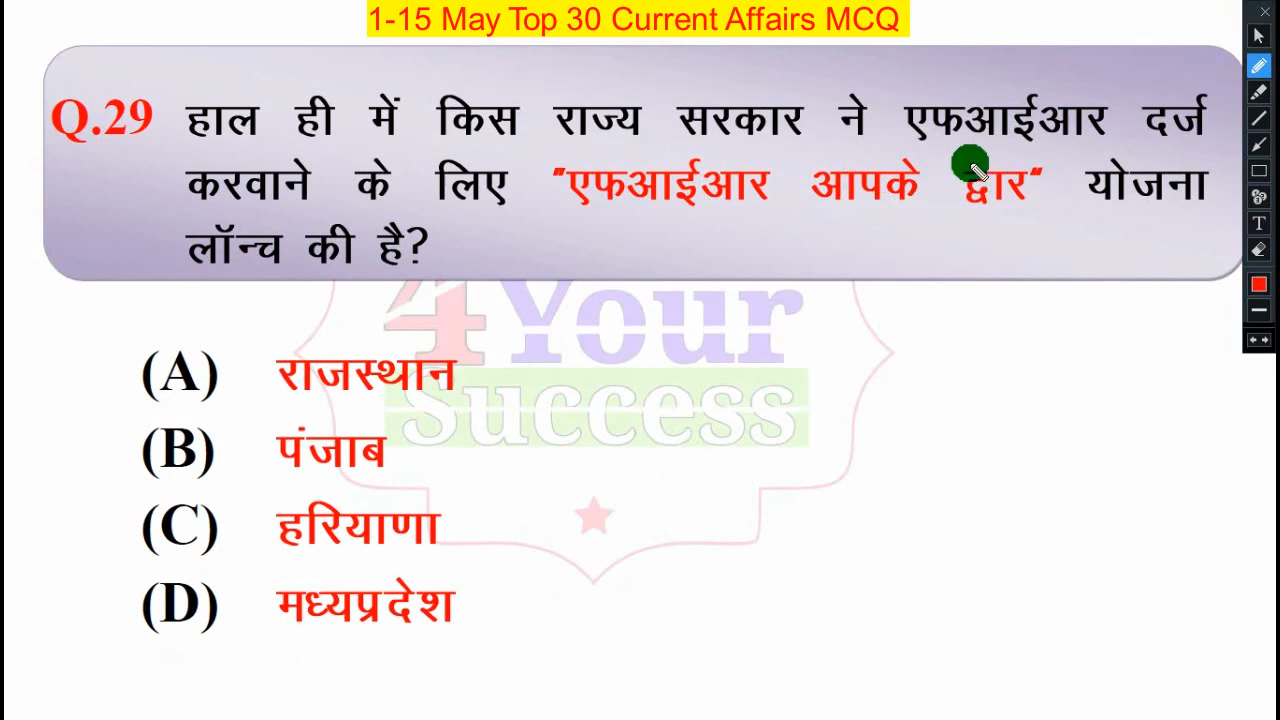 1-15 May Top 30 Current Affairs MCQ
Q.29 हाल ही में किस राज्य सरकार ने एफआईआर दर्ज
करवाने के लिए "एफआईआर आपके द्वार" योजना
लॉन्च की है?
4Your
Success
(A) राजस्थान
(B) पंजाब
(C) हरियाणा
(D) मध्यप्रदेश